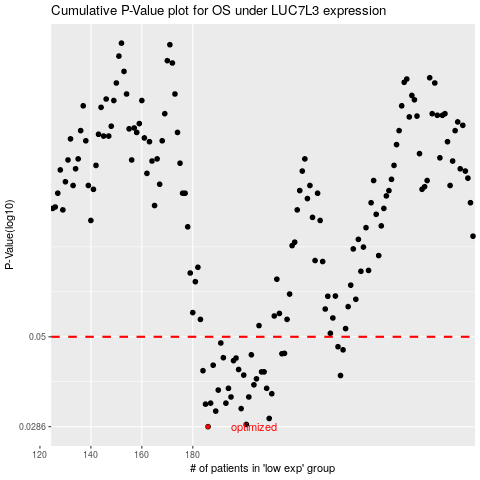 Cumulative P-Value plot for OS under LUC7L3 expression
P-Value(log10)
0.05
0.0286
optimized
120 140 160 180
# of patients in 'low exp' group